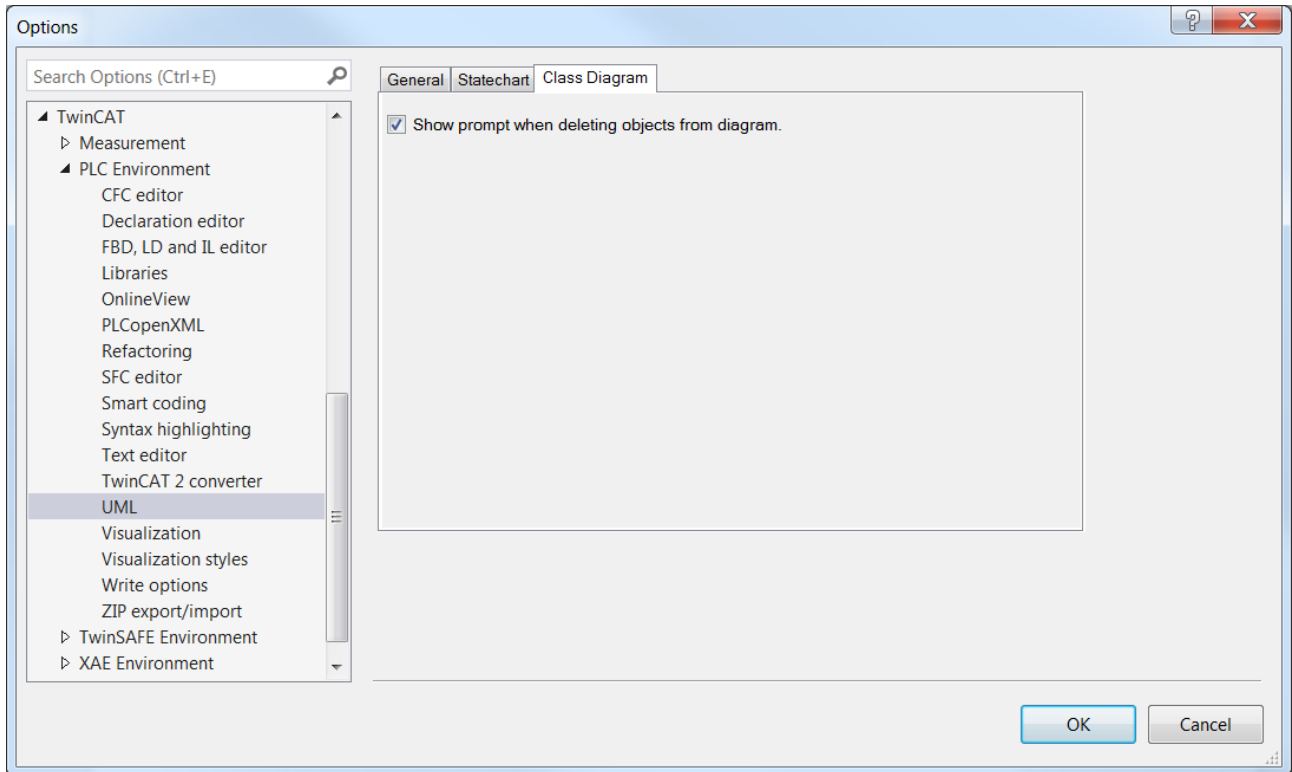 Options
Search Options (Ctrl+E)
TwinCAT
Measurement
PLC Environment
CFC editor
Declaration editor
FBD, LD and IL editor
Libraries
OnlineView
PLCopenXML
Refactoring
SFC editor
Smart coding
Syntax highlighting
Text editor
TwinCAT 2 converter
UML
Visualization
Visualization styles
Write options
ZIP export/import
TwinSAFE Environment
XAE Environment
General Statechart Class Diagram
Show prompt when deleting objects from diagram.
OK Cancel